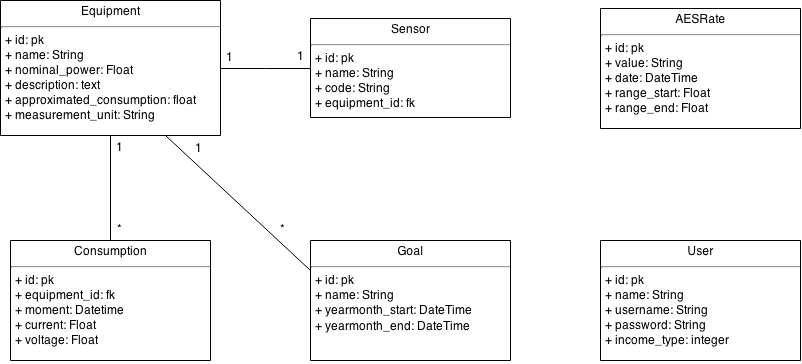 Equipment
+ id: pk
+ name: String
+ nominal_power: Float
+ description: text
+ approximated_consumption: float
+ measurement_unit: String
1
1
Sensor
+ id: pk
+ name: String
+ code: String
+ equipment_id: fk
AESRate
+ id: pk
+ value: String
+ date: DateTime
+ range_start: Float
+ range_end: Float
1
1
*
*
Consumption
+ id: pk
+ equipment_id: fk
+ moment: Datetime
+ current: Float
+ voltage: Float
Goal
+ id: pk
+ name: String
+ yearmonth_start: DateTime
+ yearmonth_end: DateTime
User
+ id: pk
+ name: String
+ username: String
+ password: String
+ income_type: integer